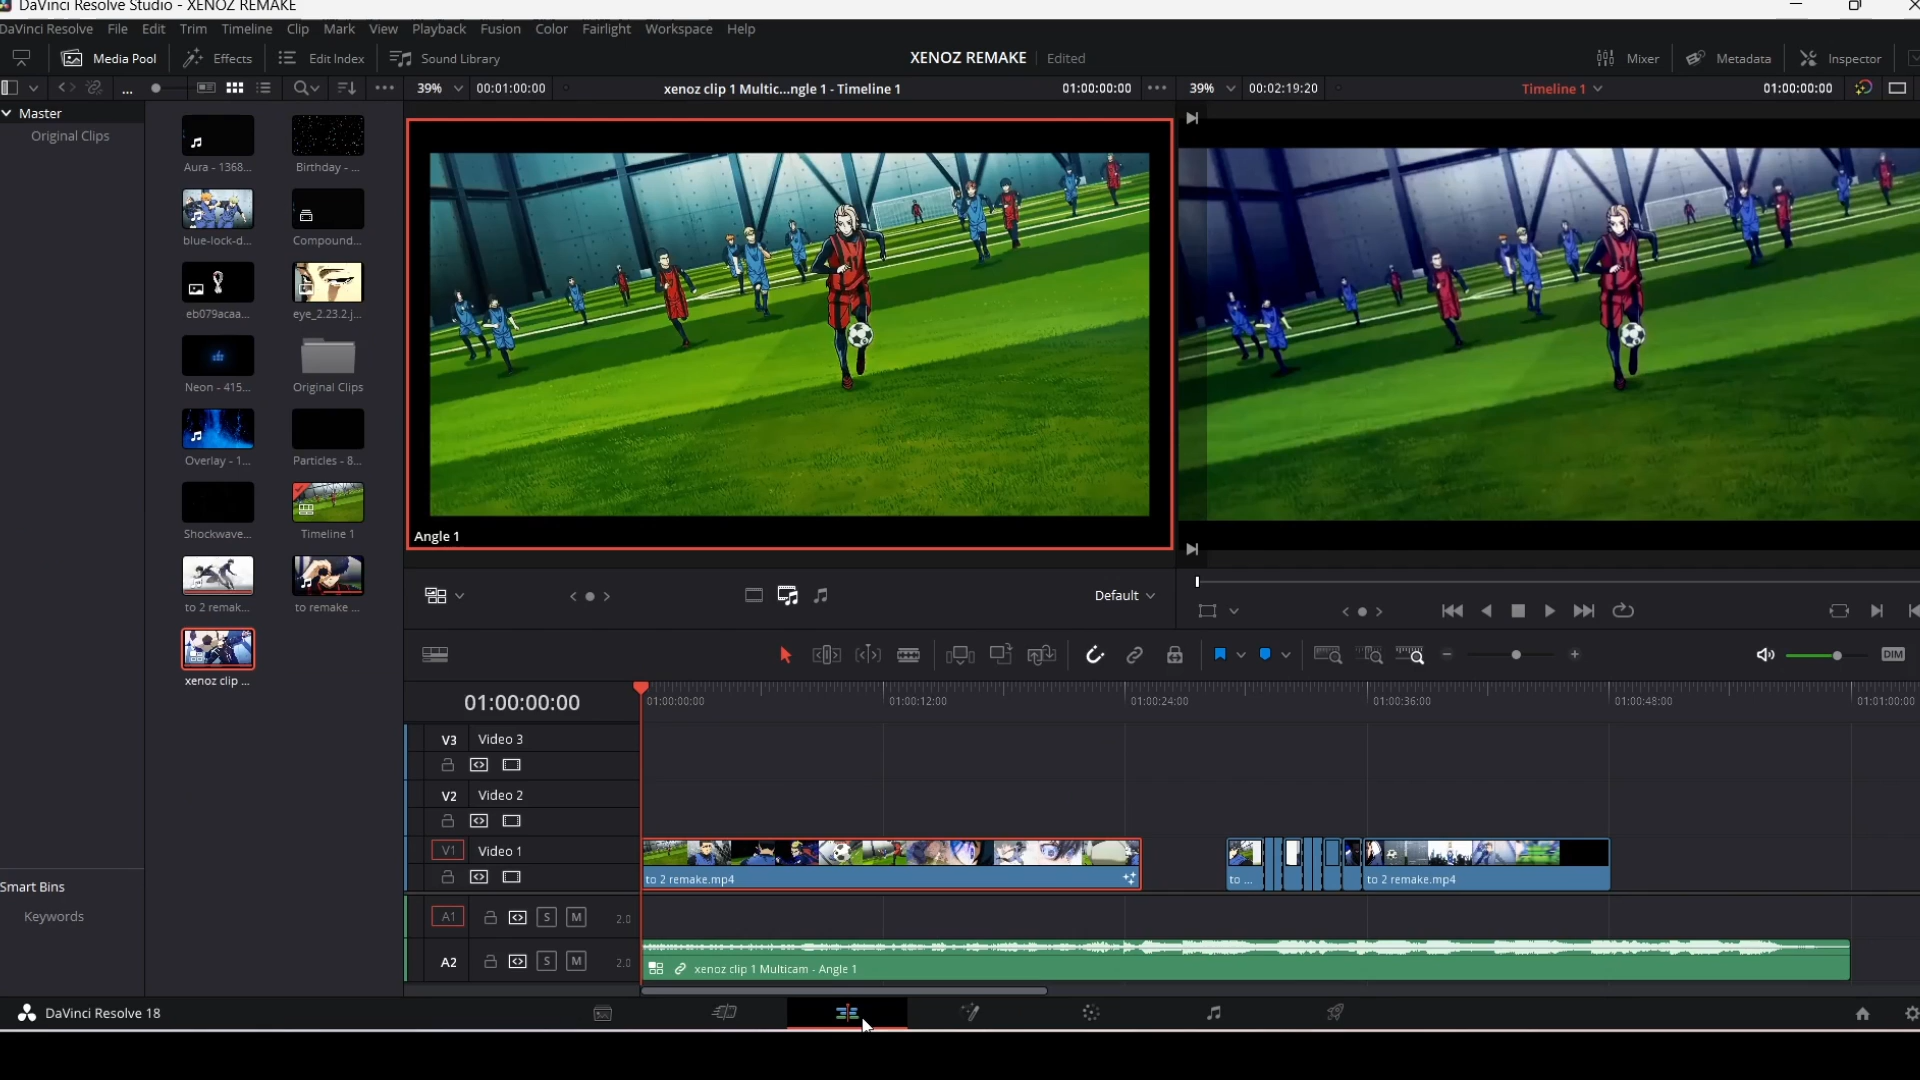 DaVinci Resolve Studio - XENOZ REMAKE
DaVinci Resolve File Edit Trim Timeline Clip Mark View Playback Fusion Color Fairlight Workspace Help
Media Pool Effects Edit Index Sound Library XENOZ REMAKE Edited Mixer Metadata Inspector
... 39% 00:01:00:00 xenoz clip 1 Multic...ngle 1 - Timeline 1 01:00:00:00 39% 00:02:19:20 Timeline 1 01:00:00:00
Master
Original Clips
Aura - 1368... Birthday - ...
blue-lock-d... Compound...
eb079acaa... eye_2.23.2.j...
Neon - 415... Original Clips
Overlay - 1... Particles - 8...
Shockwave... Timeline 1
to 2 remak... to remake ...
xenoz clip ...
Smart Bins
Keywords
Angle 1
Default
DIM
01:00:00:00 01:00:00:00 01:00:12:00 01:00:24:00 01:00:36:00 01:00:48:00 01:01:00:00
V3 Video 3
V2 Video 2
V1 Video 1
to 2 remake.mp4 to ... to 2 remake.mp4
A1 S M 2.0
A2 S M 2.0
xenoz clip 1 Multicam - Angle 1
DaVinci Resolve 18